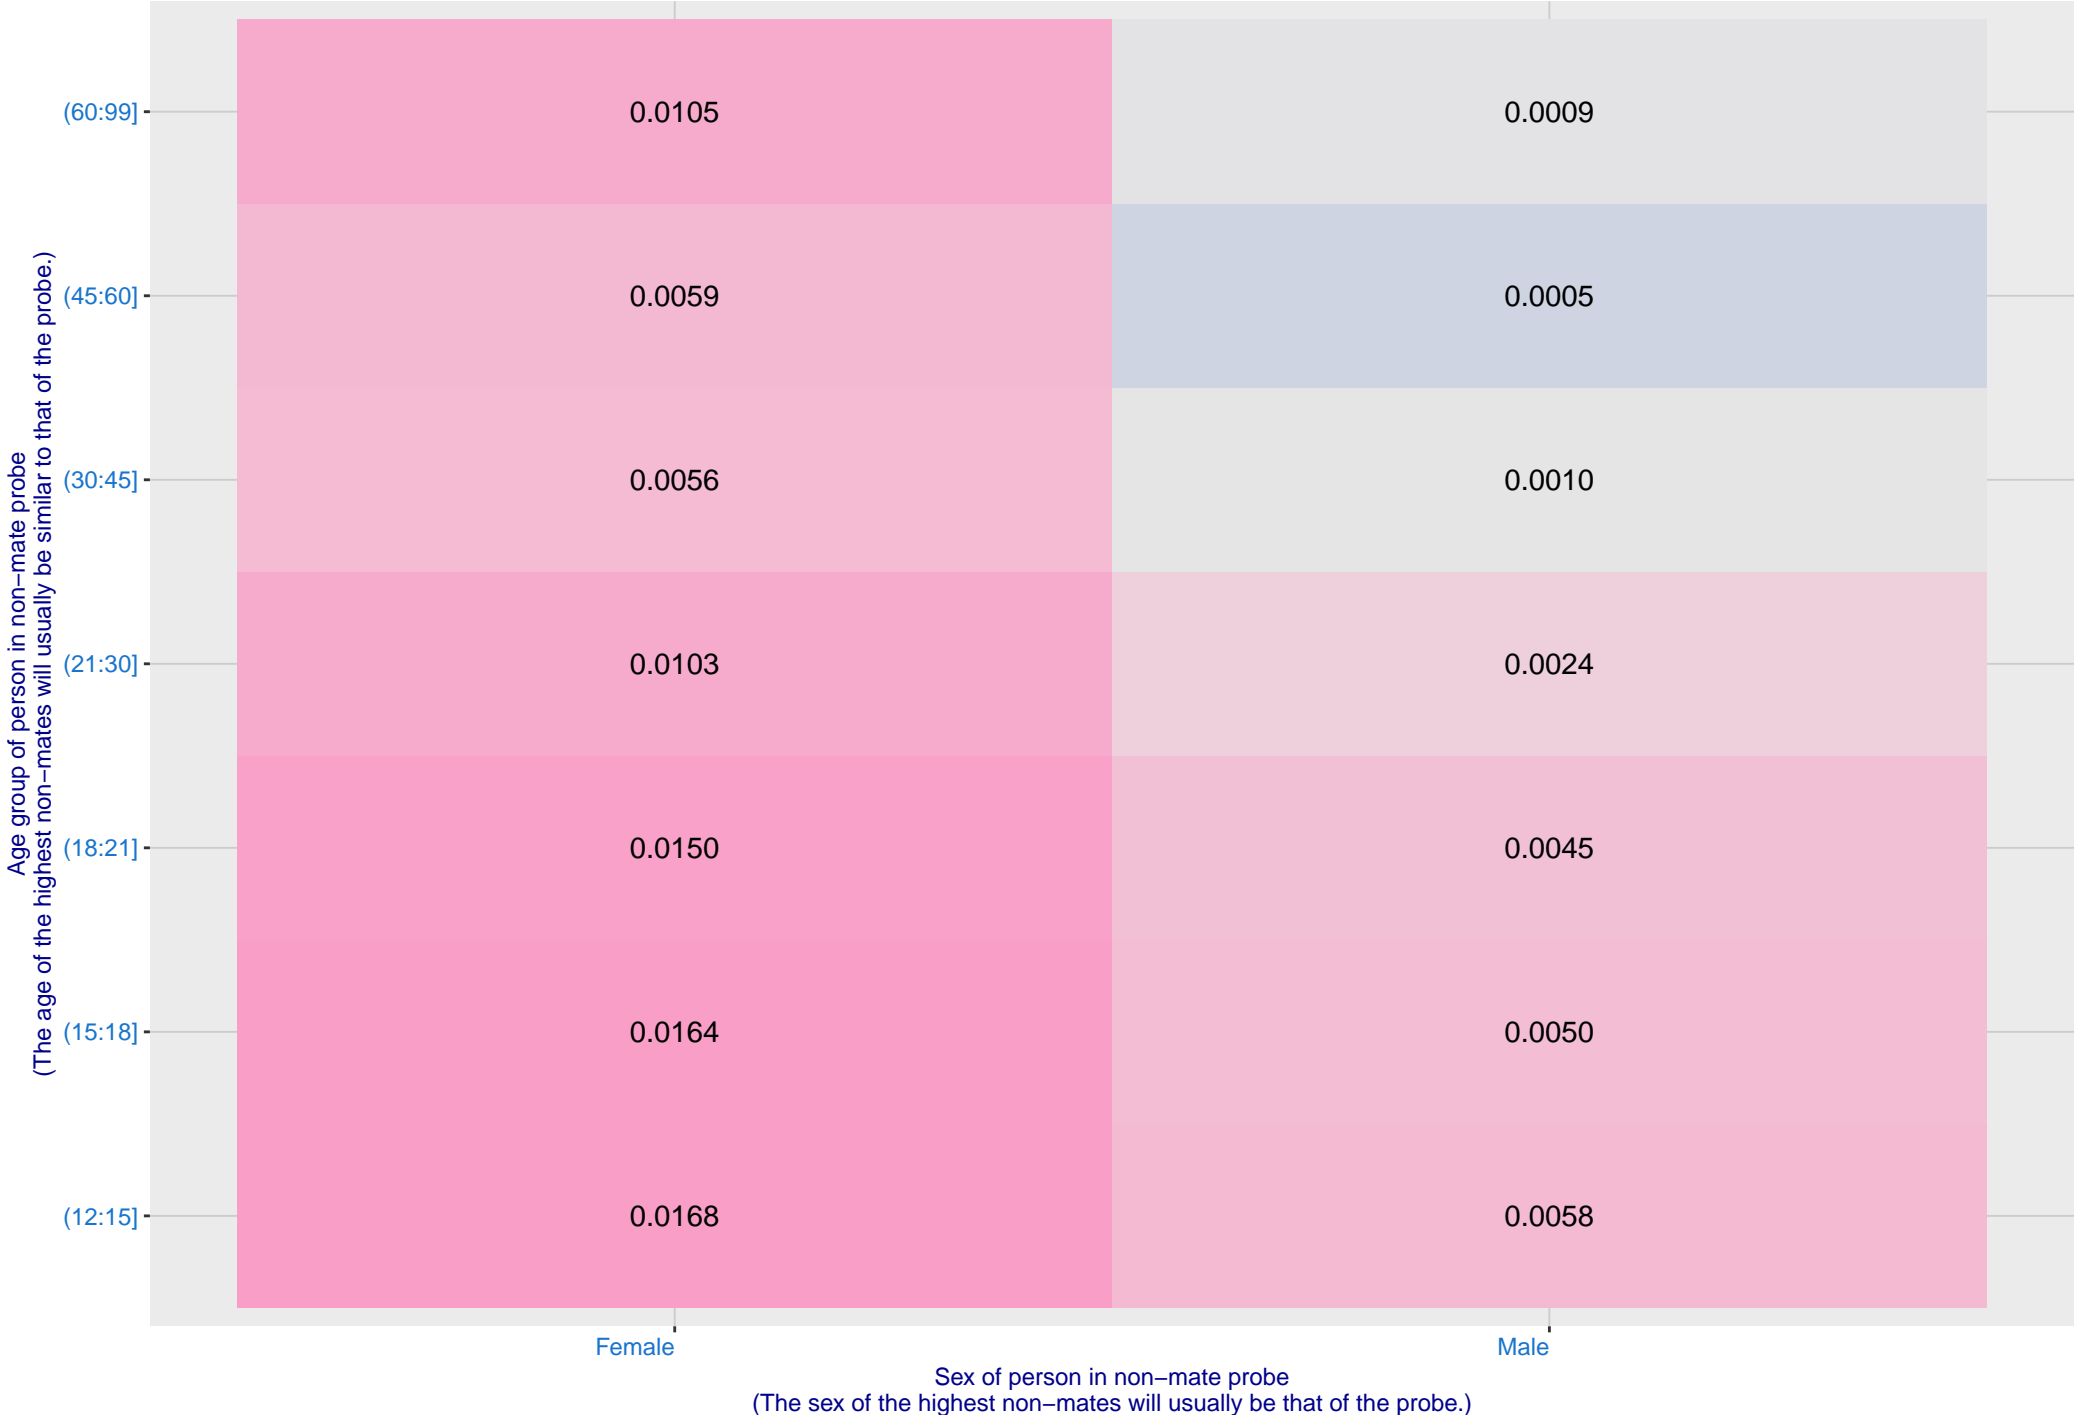 (60:99] 0.0105 0.0009
(45:60] 0.0059 0.0005
(30:45] 0.0056 0.0010
(21:30] 0.0103 0.0024
(18:21] 0.0150 0.0045
(15:18] 0.0164 0.0050
(12:15] 0.0168 0.0058
Age group of person in non−mate probe
(The age of the highest non−mates will usually be similar to that of the probe.)
Female Male
Sex of person in non−mate probe
(The sex of the highest non−mates will usually be that of the probe.)